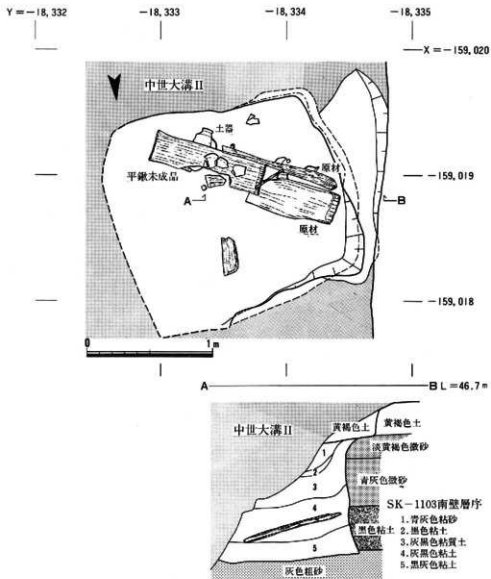 Y=-18,332 -18,333 -18,334 -18,335
X=-159,020
中世大溝Ⅱ
土器
原材
-159,019
平鍬未成品
A B
原材
-159,018
0 1m
A B L=46.7m
中世大溝Ⅱ
黄褐色土
黄褐色土
淡黄褐色微砂
1
2
3
青灰色微砂
4
黒色粘土
5
灰色粗砂
SK-1103南壁層序
1.青灰色粘砂
2.黒色粘土
3.灰黒色粘質土
4.灰黒色粘土
5.黒灰色粘土